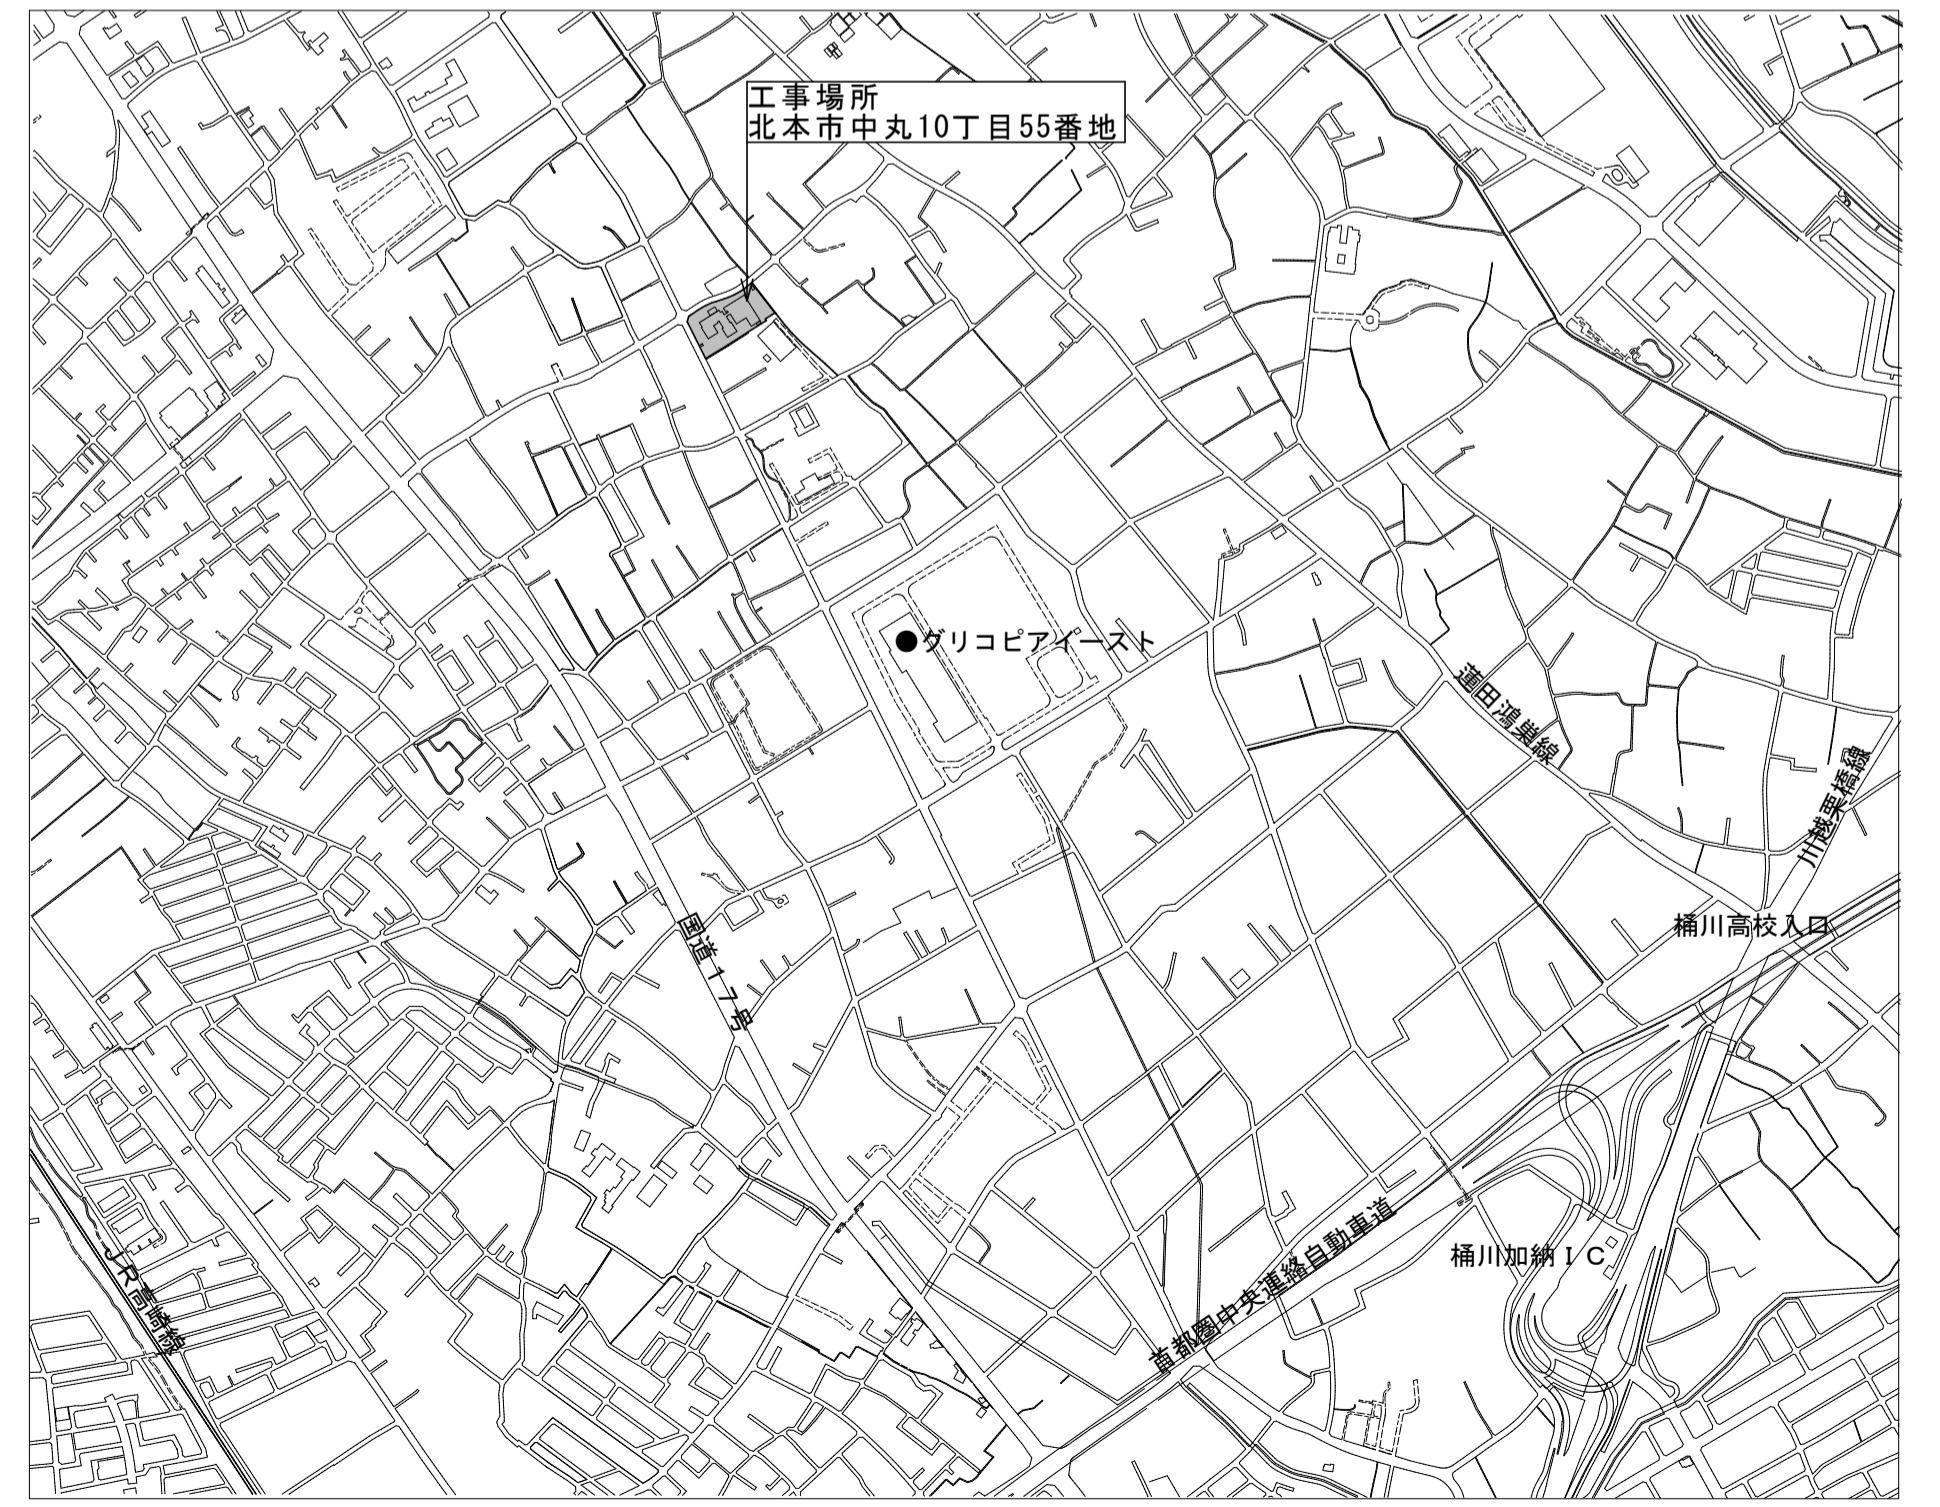 工事場所
北本市中丸10丁目55番地
●グリコピアイースト
蓮田鴻巣線
川越栗橋線
桶川高校入口
国道17号
桶川加納IC
首都圏中央連絡自動車道
JR高崎線